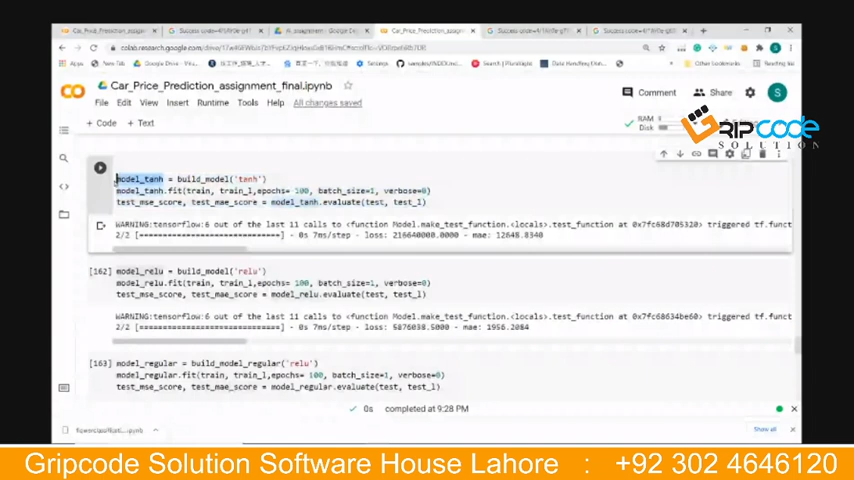 Car_Price_Prediction_assignment_final.ipynb
Comment
Share
S
File Edit View Insert Runtime Tools Help All changes saved
+ Code + Text
RAM
Disk
GRIPCODE
SOLUTION
model_tanh = build_model('tanh')
model_tanh.fit(train, train_l,epochs= 100, batch_size=1, verbose=0)
test_mse_score, test_mae_score = model_tanh.evaluate(test, test_l)
WARNING:tensorflow:6 out of the last 11 calls to <function Model.make_test_function.<locals>.test_function at 0x7fc68d705320> triggered tf.funct
2/2 [==============================] - 0s 7ms/step - loss: 216640000.0000 - mae: 12648.0340
[162] model_relu = build_model('relu')
model_relu.fit(train, train_l,epochs= 100, batch_size=1, verbose=0)
test_mse_score, test_mae_score = model_relu.evaluate(test, test_l)
WARNING:tensorflow:6 out of the last 11 calls to <function Model.make_test_function.<locals>.test_function at 0x7fc68634be60> triggered tf.funct
2/2 [==============================] - 0s 7ms/step - loss: 5876038.5000 - mae: 1956.2084
[163] model_regular = build_model_regular('relu')
model_regular.fit(train, train_l,epochs= 100, batch_size=1, verbose=0)
test_mse_score, test_mae_score = model_regular.evaluate(test, test_l)
0s completed at 9:28 PM
Show all
Gripcode Solution Software House Lahore : +92 302 4646120